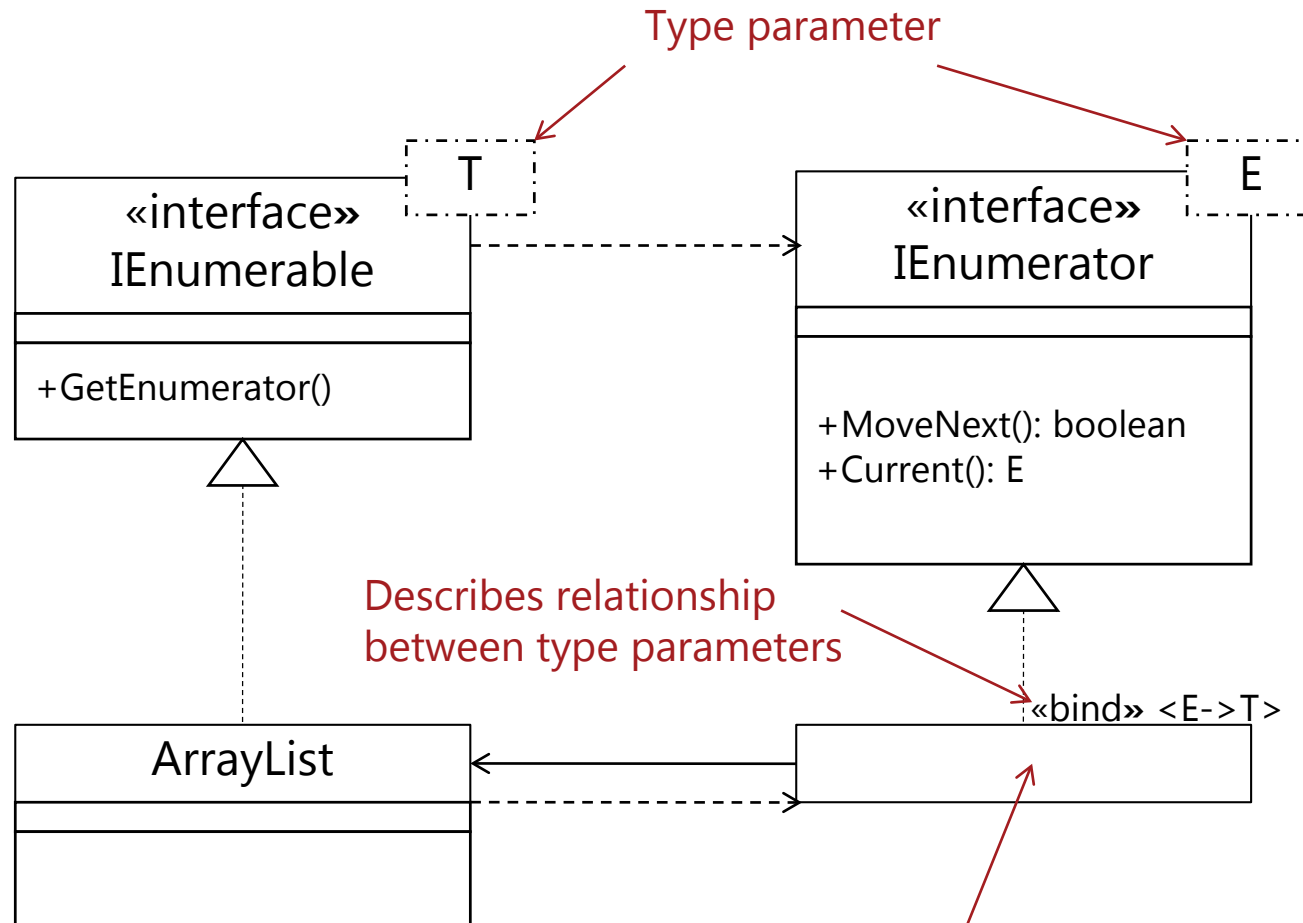 Type parameter
T
E
«interface»
IEnumerable
«interface»
IEnumerator
+GetEnumerator()
+MoveNext(): boolean
+Current(): E
Describes relationship
between type parameters
«bind» <E->T>
ArrayList